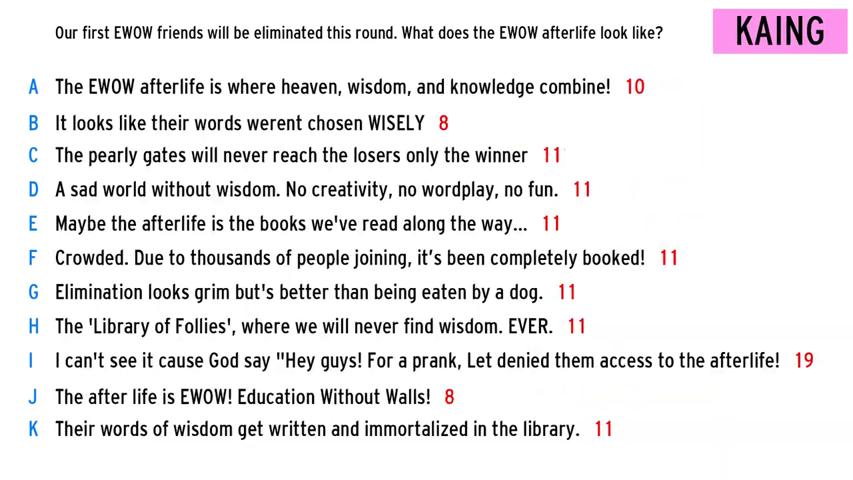 Our first EWOW friends will be eliminated this round. What does the EWOW afterlife look like?
KAING
A The EWOW afterlife is where heaven, wisdom, and knowledge combine! 10
B It looks like their words werent chosen WISELY 8
C The pearly gates will never reach the losers only the winner 11
D A sad world without wisdom. No creativity, no wordplay, no fun. 11
E Maybe the afterlife is the books we've read along the way... 11
F Crowded. Due to thousands of people joining, it's been completely booked! 11
G Elimination looks grim but's better than being eaten by a dog. 11
H The 'Library of Follies', where we will never find wisdom. EVER. 11
I I can't see it cause God say "Hey guys! For a prank, Let denied them access to the afterlife! 19
J The after life is EWOW! Education Without Walls! 8
K Their words of wisdom get written and immortalized in the library. 11